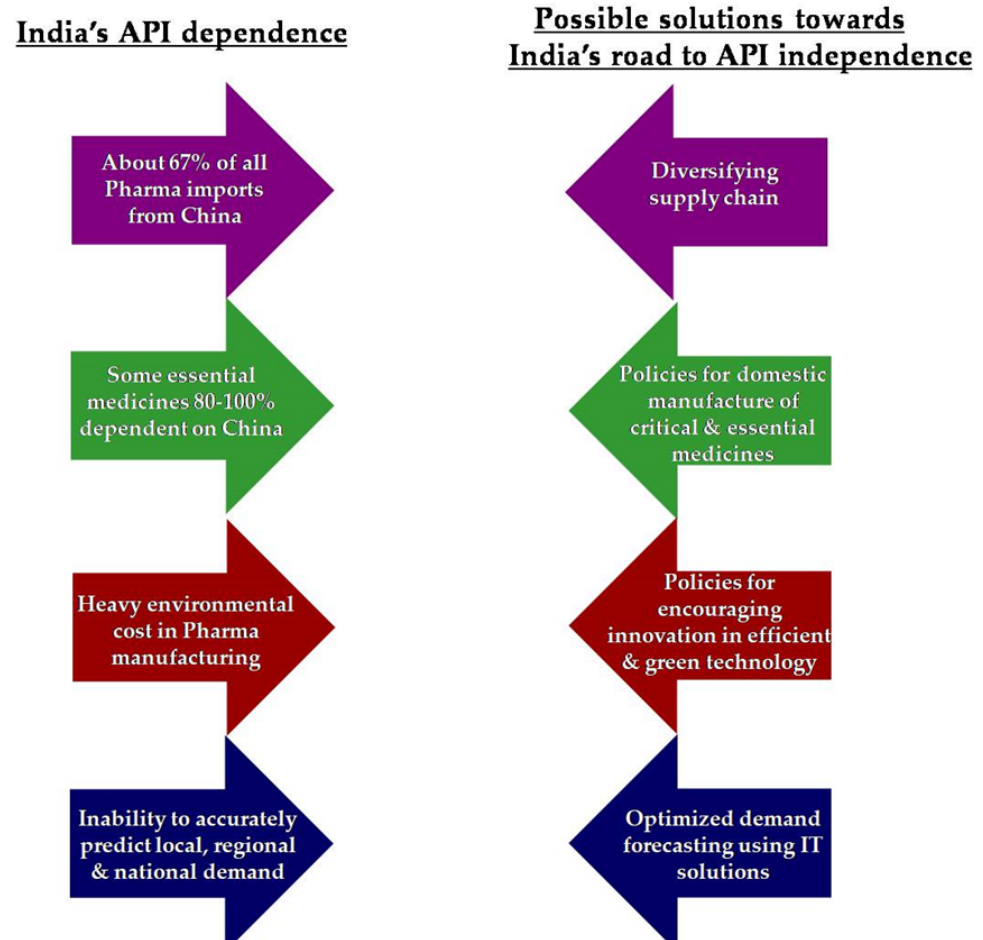 India's API dependence
Possible solutions towards
India's road to API independence
About 67% of all
Pharma imports
from China
Diversifying
supply chain
Some essential
medicines 80-100%
dependent on China
Policies for domestic
manufacture of
critical & essential
medicines
Heavy environmental
cost in Pharma
manufacturing
Policies for
encouraging
innovation in efficient
& green technology
Inability to accurately
predict local, regional
& national demand
Optimized demand
forecasting using IT
solutions